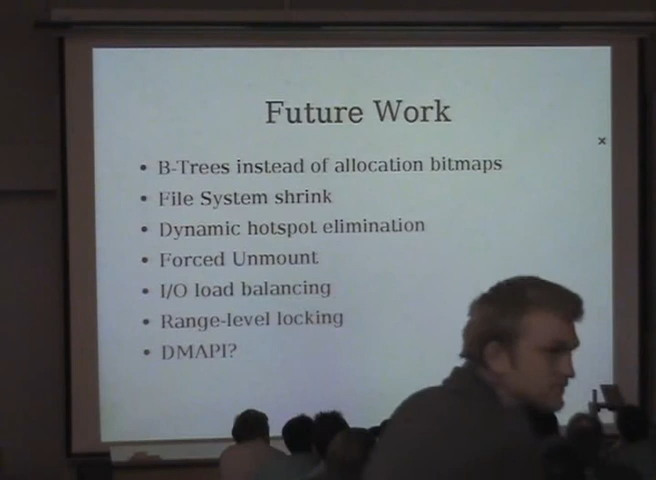 Future Work
• B-Trees instead of allocation bitmaps
• File System shrink
• Dynamic hotspot elimination
• Forced Unmount
• I/O load balancing
• Range-level locking
• DMAPI?